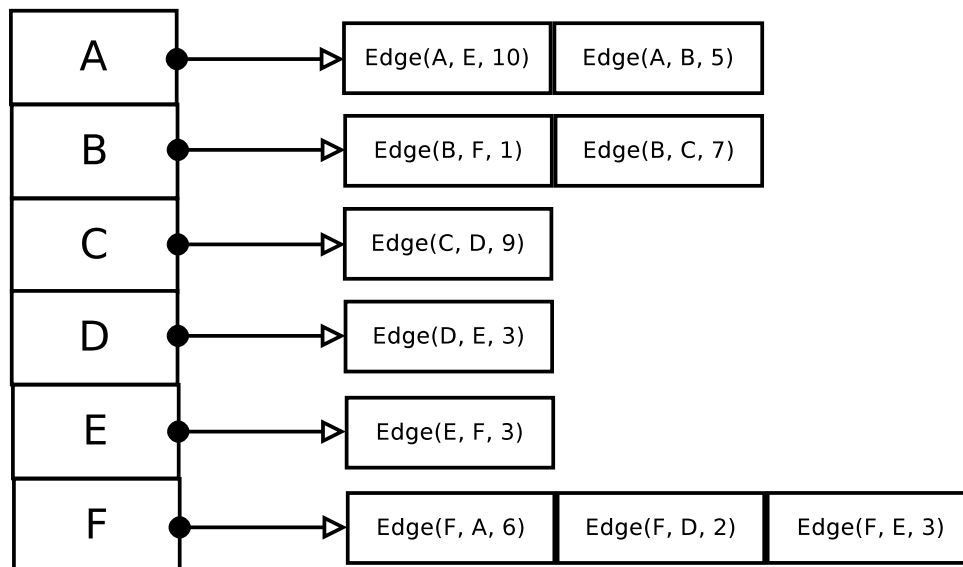 A Edge(A, E, 10) Edge(A, B, 5)
B Edge(B, F, 1) Edge(B, C, 7)
C Edge(C, D, 9)
D Edge(D, E, 3)
E Edge(E, F, 3)
F Edge(F, A, 6) Edge(F, D, 2) Edge(F, E, 3)